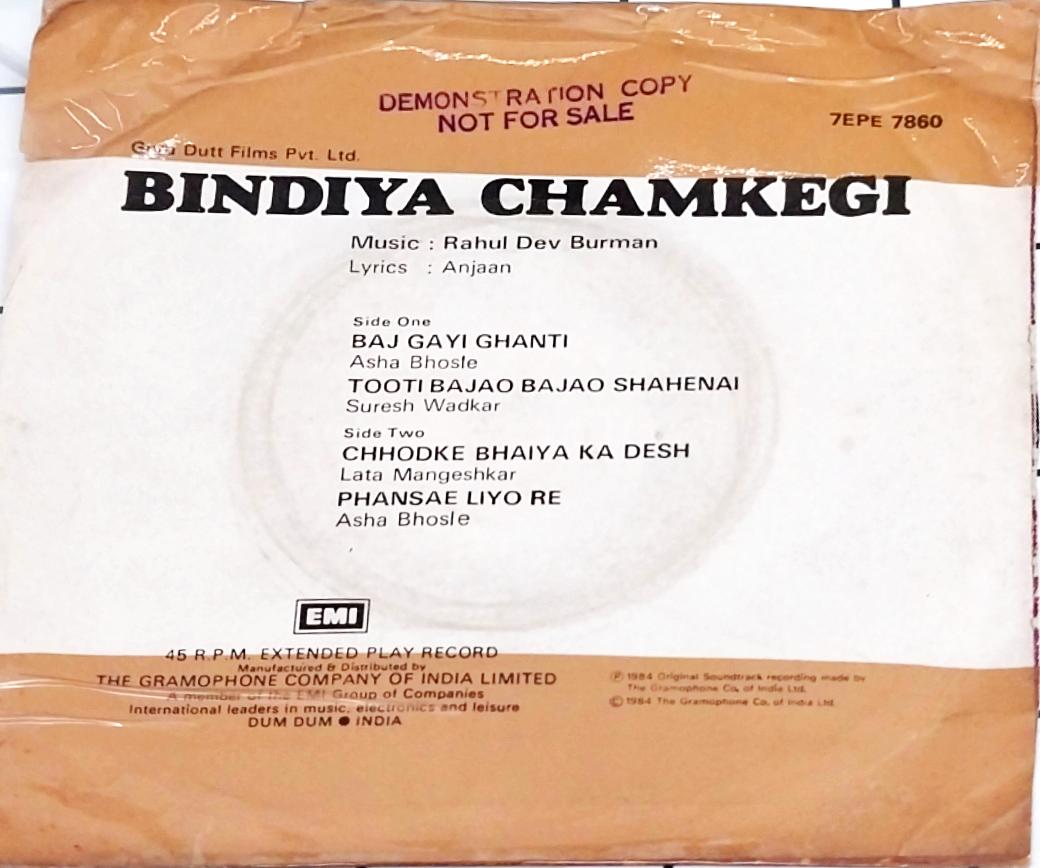 DEMONSTRATION COPY
NOT FOR SALE
7EPE 7860
Guru Dutt Films Pvt. Ltd.
BINDIYA CHAMKEGI
Music : Rahul Dev Burman
Lyrics : Anjaan
Side One
BAJ GAYI GHANTI
Asha Bhosle
TOOTI BAJAO BAJAO SHAHENAI
Suresh Wadkar
Side Two
CHHODKE BHAIYA KA DESH
Lata Mangeshkar
PHANSAE LIYO RE
Asha Bhosle
EMI
45 R.P.M. EXTENDED PLAY RECORD
Manufactured & Distributed by
THE GRAMOPHONE COMPANY OF INDIA LIMITED
A member of the EMI Group of Companies
International leaders in music, electronics and leisure
DUM DUM ● INDIA
℗ 1984 Original Soundtrack recording made by
The Gramophone Co. of India Ltd.
© 1984 The Gramophone Co. of India Ltd.